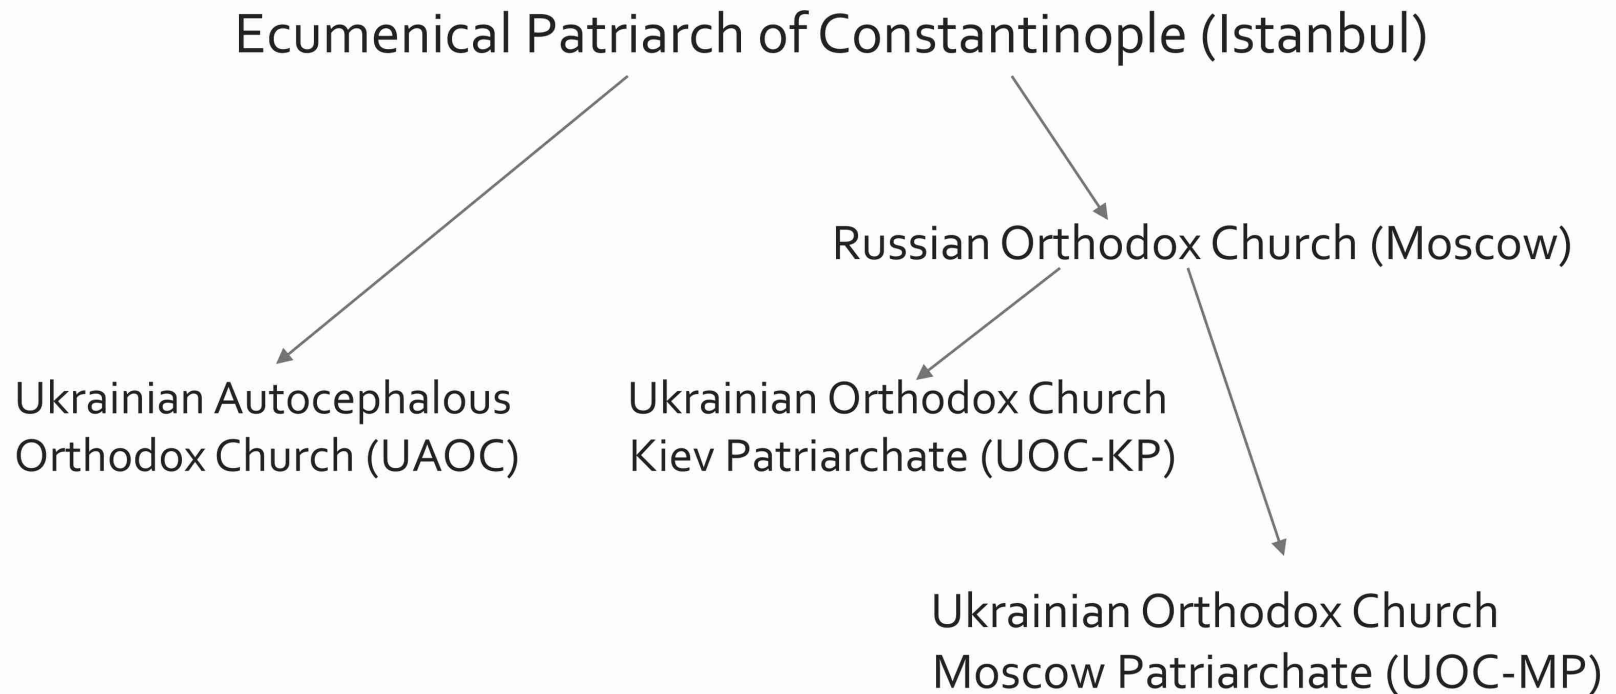 Ecumenical Patriarch of Constantinople (Istanbul)
Russian Orthodox Church (Moscow)
Ukrainian Autocephalous
Orthodox Church (UAOC)
Ukrainian Orthodox Church
Kiev Patriarchate (UOC-KP)
Ukrainian Orthodox Church
Moscow Patriarchate (UOC-MP)